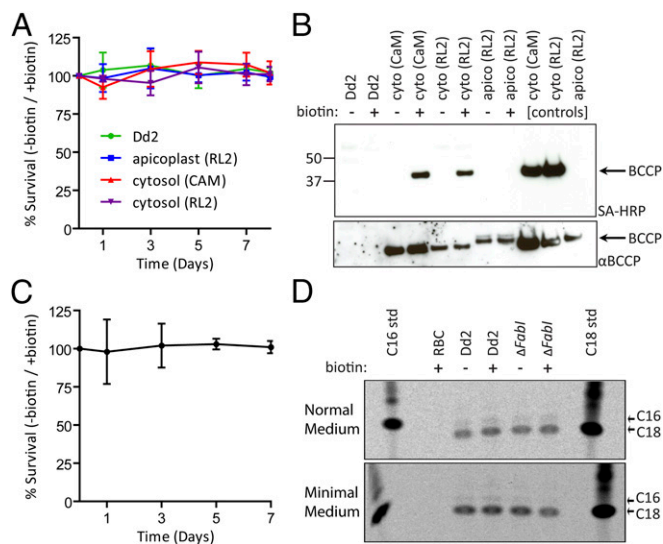 A
% Survival (-biotin / +biotin)
125
100
75
50
25
0
Dd2
apicoplast (RL2)
cytosol (CAM)
cytosol (RL2)
1 3 5 7
Time (Days)
B
Dd2
Dd2
cyto (CaM)
cyto (CaM)
cyto (RL2)
cyto (RL2)
apico (RL2)
apico (RL2)
cyto (CaM)
cyto (RL2)
apico (RL2)
biotin: - + - + - + - + [controls]
50
37
BCCP
SA-HRP
BCCP
αBCCP
C
% Survival (-biotin / +biotin)
125
100
75
50
25
0
1 3 5 7
Time (Days)
D
C16 std
RBC
Dd2
Dd2
ΔFabI
ΔFabI
C18 std
biotin: + - + - +
Normal
Medium
C16
C18
Minimal
Medium
C16
C18